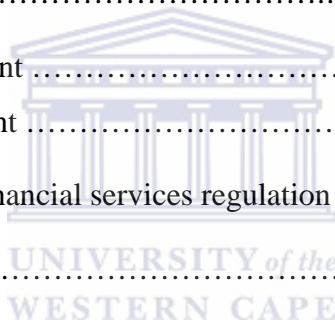 ……………………………………
nt ……………………………
nt ……………………………
nancial services regulation
……………………………………
UNIVERSITY of the
WESTERN CAPE